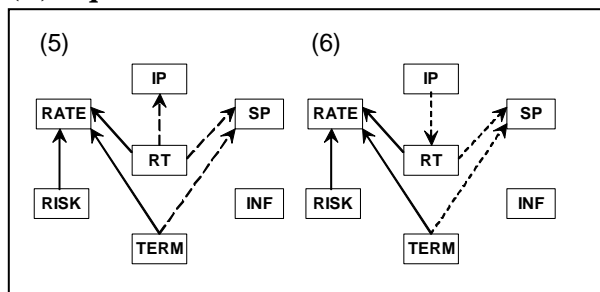 (5) (6)
IP IP
RATE SP RATE SP
RT RT
RISK INF RISK INF
TERM TERM